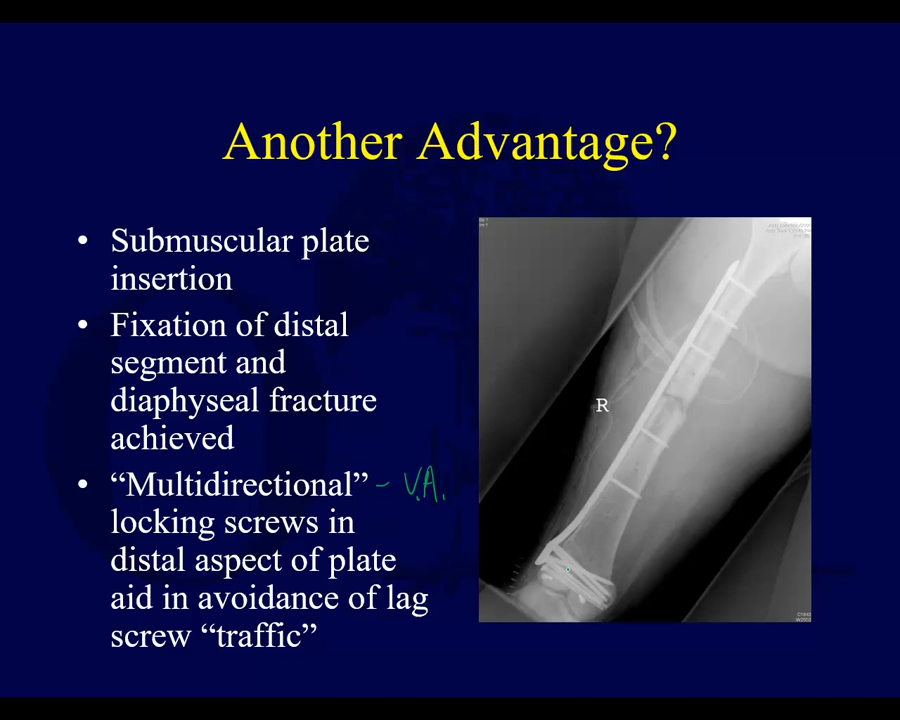 Another Advantage?
• Submuscular plate
insertion
• Fixation of distal
segment and
diaphyseal fracture
achieved
• “Multidirectional” – V.A.
locking screws in
distal aspect of plate
aid in avoidance of lag
screw “traffic”
R